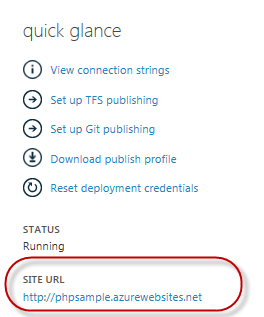 quick glance
View connection strings
Set up TFS publishing
Set up Git publishing
Download publish profile
Reset deployment credentials
STATUS
Running
SITE URL
http://phpsample.azurewebsites.net